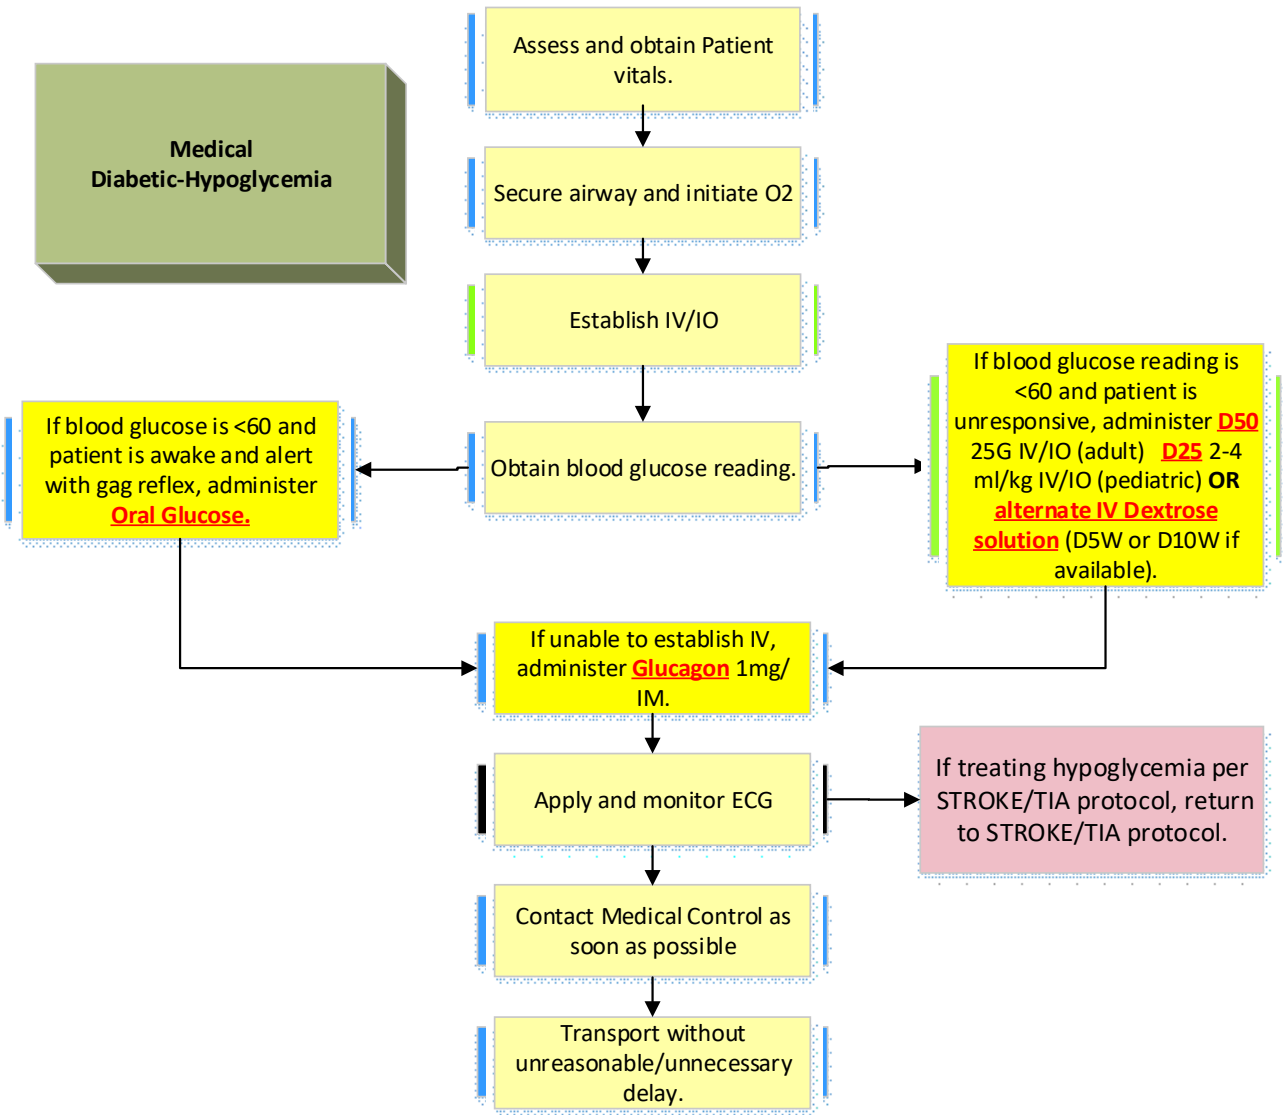 Medical
Diabetic-Hypoglycemia
Assess and obtain Patient
vitals.
Secure airway and initiate O2
Establish IV/IO
Obtain blood glucose reading.
If blood glucose is <60 and
patient is awake and alert
with gag reflex, administer
Oral Glucose.
If blood glucose reading is
<60 and patient is
unresponsive, administer D50
25G IV/IO (adult) D25 2-4
ml/kg IV/IO (pediatric) OR
alternate IV Dextrose
solution (D5W or D10W if
available).
If unable to establish IV,
administer Glucagon 1mg/
IM.
Apply and monitor ECG
If treating hypoglycemia per
STROKE/TIA protocol, return
to STROKE/TIA protocol.
Contact Medical Control as
soon as possible
Transport without
unreasonable/unnecessary
delay.